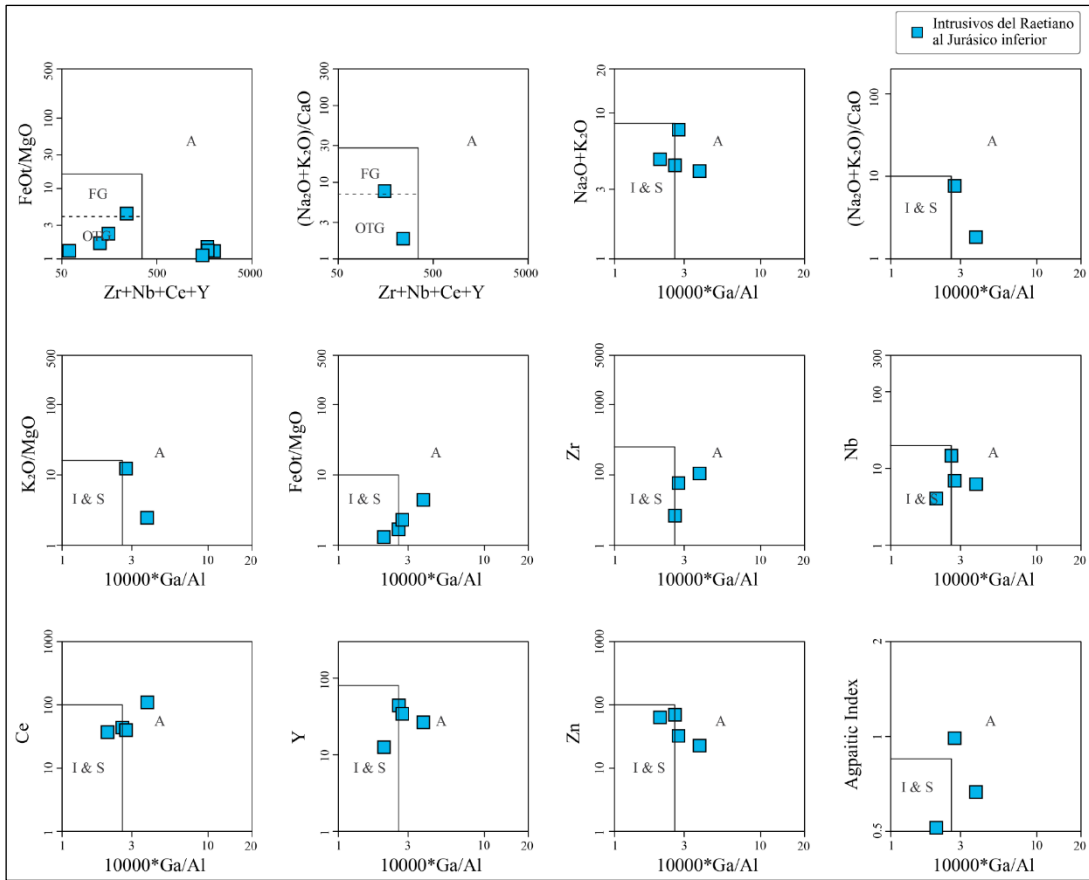 Intrusivos del Raetiano
al Jurásico inferior
FeOt/MgO
1 3 10 30 100 500
A
FG
OTG
50 500 5000
Zr+Nb+Ce+Y
(Na₂O+K₂O)/CaO
1 3 10 30 100 300
A
FG
OTG
50 500 5000
Zr+Nb+Ce+Y
Na₂O+K₂O
1 3 10 20
A
I & S
1 3 10 20
10000*Ga/Al
(Na₂O+K₂O)/CaO
1 10 100
A
I & S
1 3 10 20
10000*Ga/Al
K₂O/MgO
1 10 100 500
A
I & S
1 3 10 20
10000*Ga/Al
FeOt/MgO
1 10 100 500
A
I & S
1 3 10 20
10000*Ga/Al
Zr
1 10 100 1000 5000
A
I & S
1 3 10 20
10000*Ga/Al
Nb
1 10 100 300
A
I & S
1 3 10 20
10000*Ga/Al
Ce
1 10 100 1000
A
I & S
1 3 10 20
10000*Ga/Al
Y
1 10 100
A
I & S
1 3 10 20
10000*Ga/Al
Zn
1 10 100 1000
A
I & S
1 3 10 20
10000*Ga/Al
Agpaitic Index
0.5 1 2
A
I & S
1 3 10 20
10000*Ga/Al